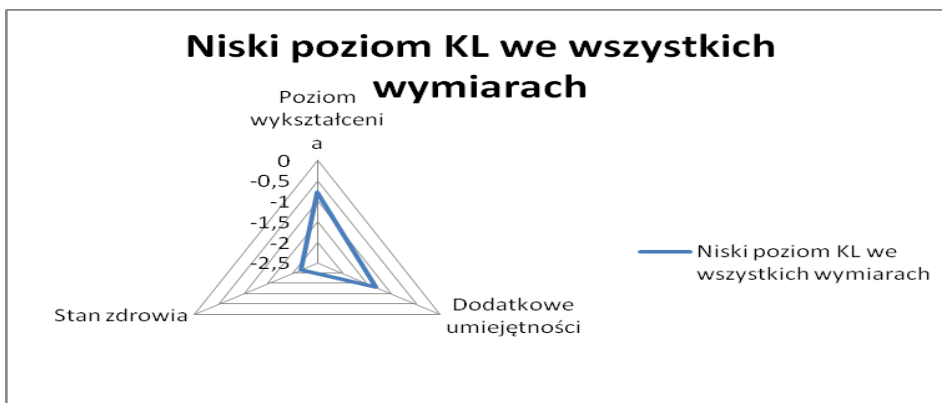 Niski poziom KL we wszystkich
wymiarach
Poziom
wykształceni
a
0
-0,5
-1
-1,5
-2
-2,5
Stan zdrowia
Dodatkowe
umiejętności
Niski poziom KL we
wszystkich wymiarach